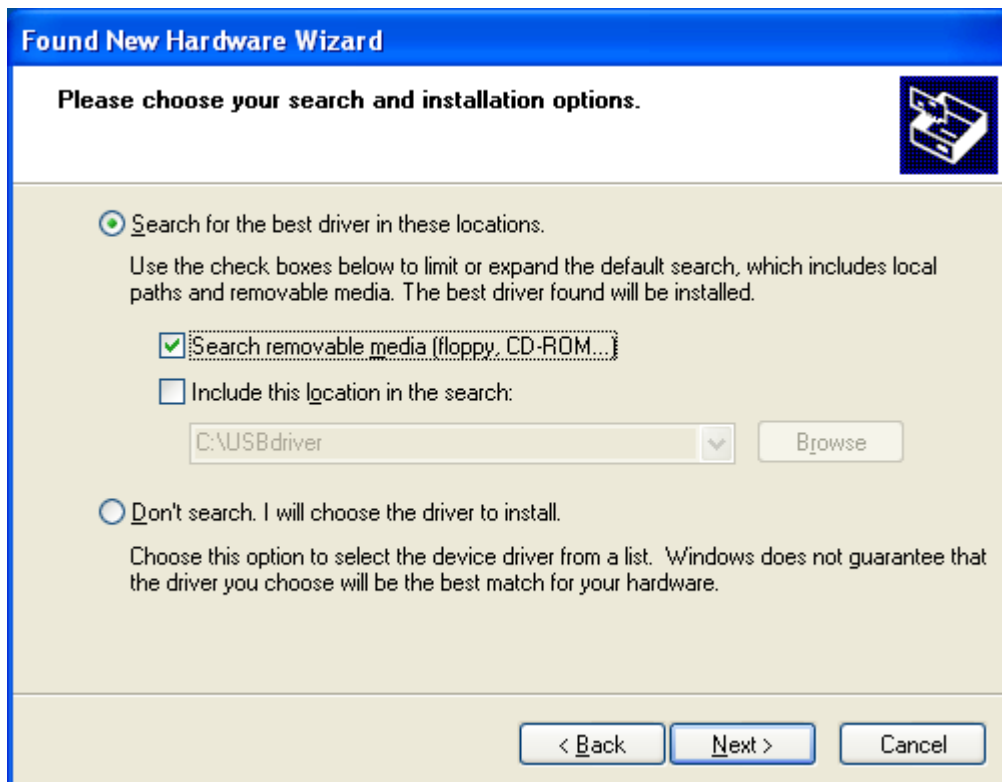 Found New Hardware Wizard
Please choose your search and installation options.
Search for the best driver in these locations.
Use the check boxes below to limit or expand the default search, which includes local
paths and removable media. The best driver found will be installed.
Search removable media (floppy, CD-ROM...)
Include this location in the search:
C:\USBdriver
Browse
Don't search. I will choose the driver to install.
Choose this option to select the device driver from a list.  Windows does not guarantee that
the driver you choose will be the best match for your hardware.
< Back
Next >
Cancel